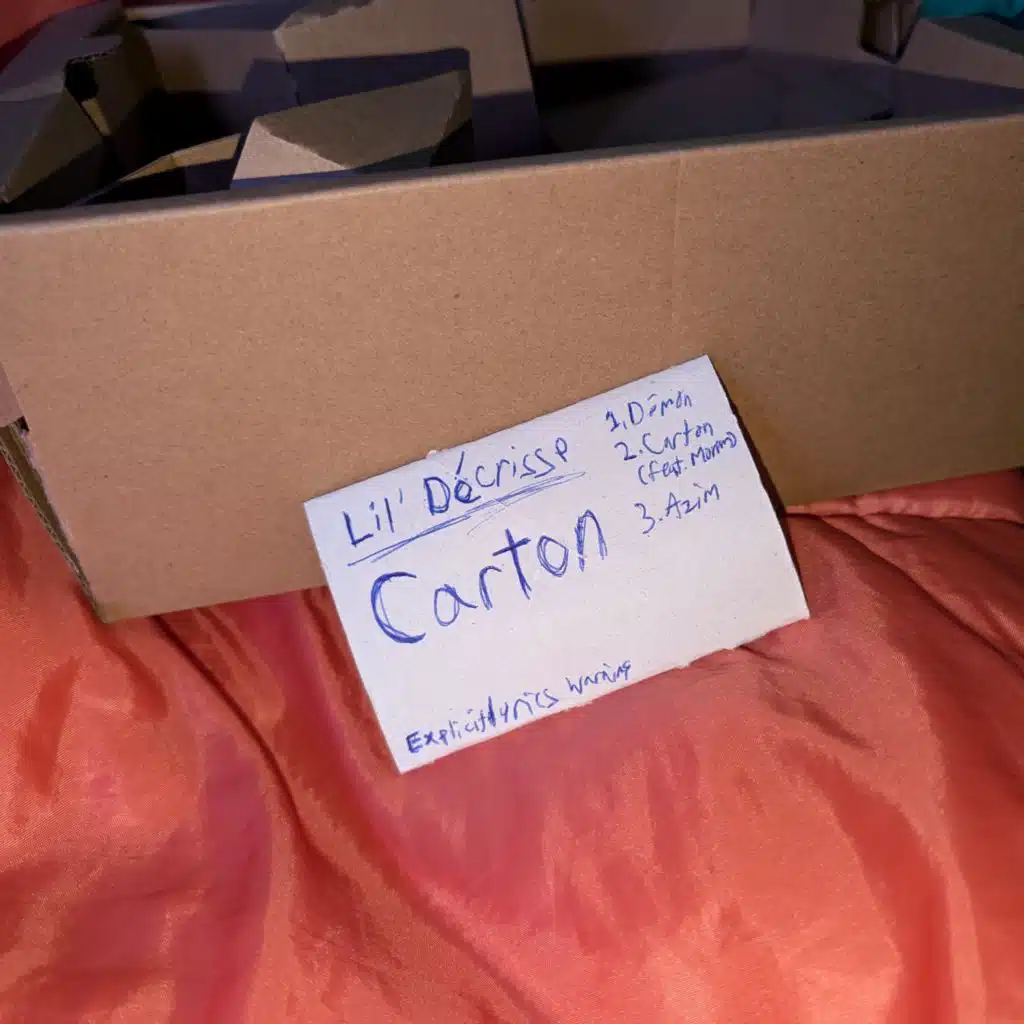 Lil' Décrisse
Carton
1. Démon
2. Carton
(feat. Momo)
3. Azim
Explicit lyrics warning